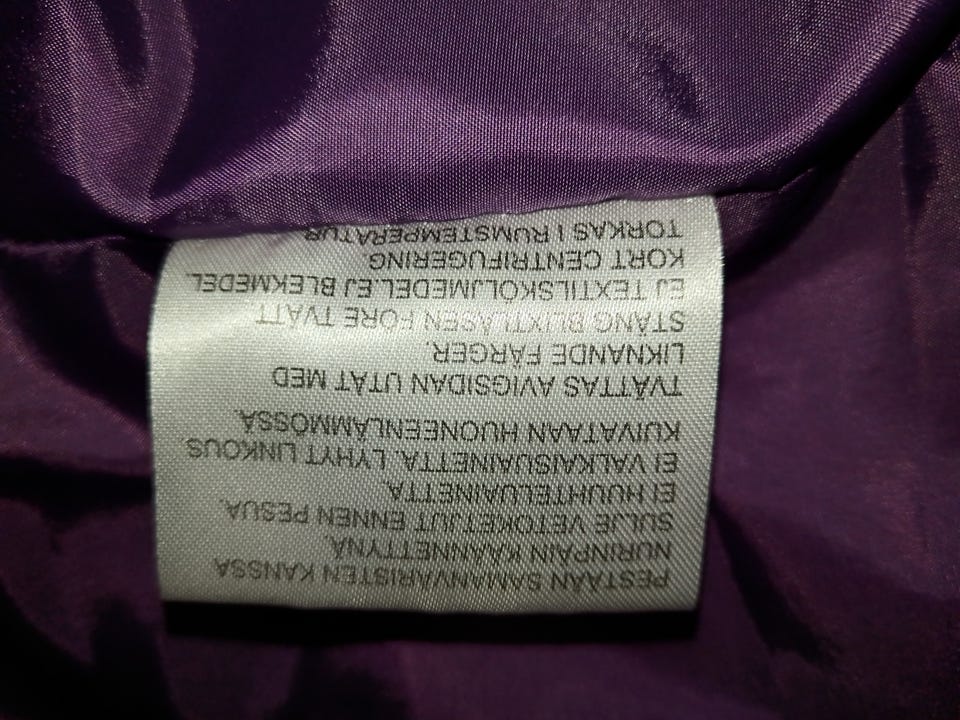 PESTÄÄN SAMANVÄRISTEN KANSSA
NURINPÄIN KÄÄNNETTYNÄ.
SULJE VETOKETJUT ENNEN PESUA.
EI HUUHTELUAINETTA.
EI VALKAISUAINETTA. LYHYT LINKOUS
KUIVATAAN HUONEENLÄMMÖSSÄ.
TVÄTTAS AVIGSIDAN UTÅT MED
LIKNANDE FÄRGER.
STÄNG BLIXTLÅSEN FÖRE TVÄTT
EJ TEXTILSKÖLJMEDEL.EJ BLEKMEDEL
KORT CENTRIFUGERING.
TORKAS I RUMSTEMPERATUR